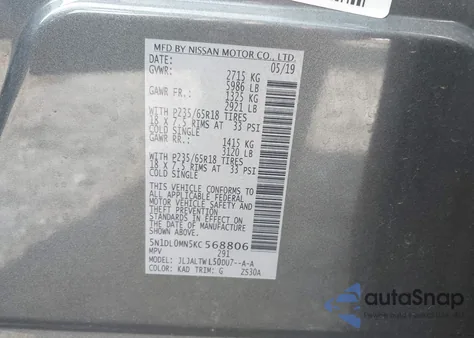 MFD BY NISSAN MOTOR CO., LTD.
DATE: 05/19
GVWR: 2715 KG
5986 LB
GAWR FR.: 1325 KG
2921 LB
WITH P235/65R18 TIRES
18 X 7.5 RIMS AT 33 PSI
COLD SINGLE
GAWR RR: 1415 KG
3120 LB
WITH P235/65R18 TIRES
18 X 7.5 RIMS AT 33 PSI
COLD SINGLE
THIS VEHICLE CONFORMS TO
ALL APPLICABLE FEDERAL
MOTOR VEHICLE SAFETY AND
THEFT PREVENTION
STANDARDS IN EFFECT ON
THE DATE OF MANUFACTURE
SHOWN ABOVE
5N1DL0MN5KC568806
MPV 291
MODEL: JLJALTWL50DU7--A-A
COLOR: KAD TRIM: G ZS30A
autoSnap